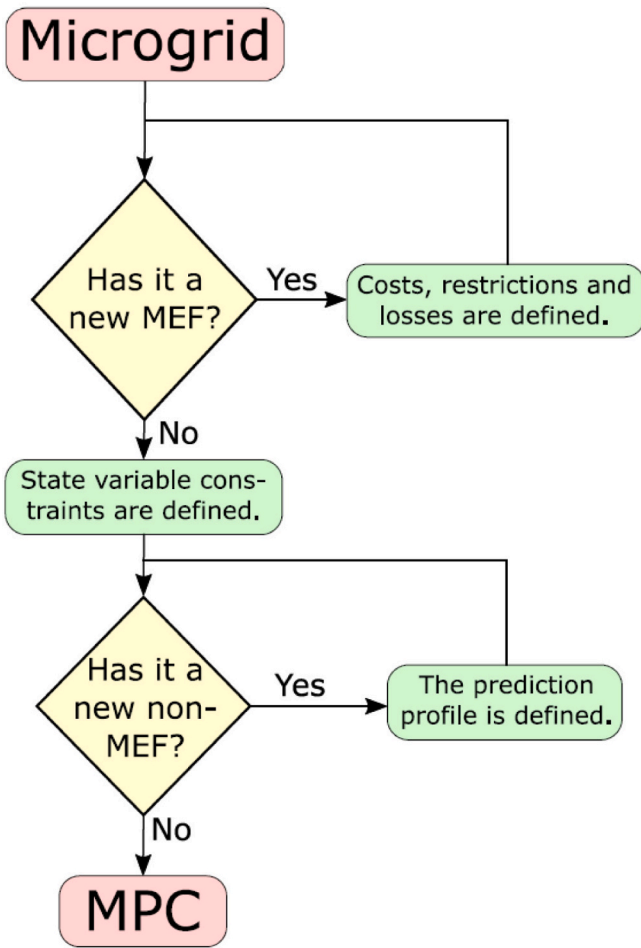 Microgrid
Has it a
new MEF?
Yes
Costs, restrictions and
losses are defined.
No
State variable cons-
traints are defined.
Has it a
new non-
MEF?
Yes
The prediction
profile is defined.
No
MPC